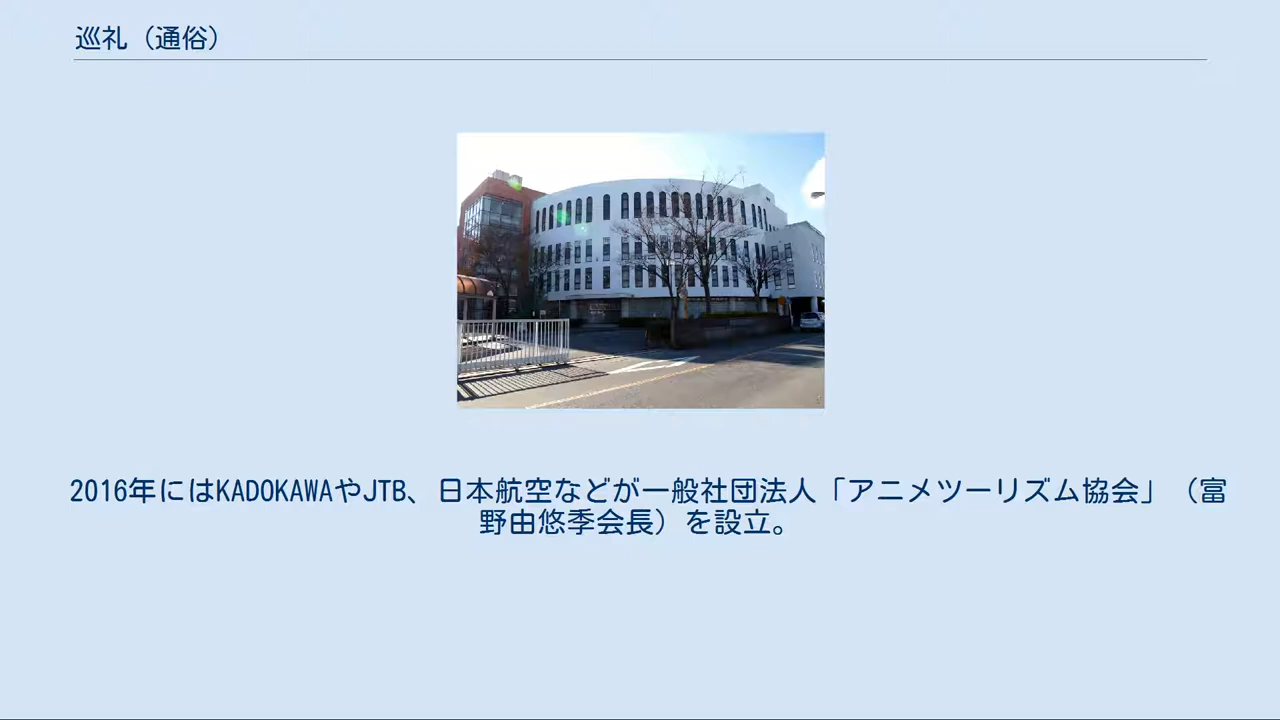 巡礼（通俗）
2016年にはKADOKAWAやJTB、日本航空などが一般社団法人「アニメツーリズム協会」（富
野由悠季会長）を設立。